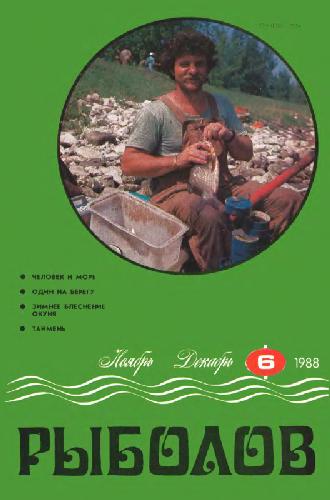 ЧЕЛОВЕК И МОРЕ
ОДИН НА БЕРЕГУ
ЗИМНЕЕ БЛЕСНЕНИЕ
ОКУНЯ
ТАЙМЕНЬ
Ноябрь Декабрь 6 1988
РЫБОЛОВ